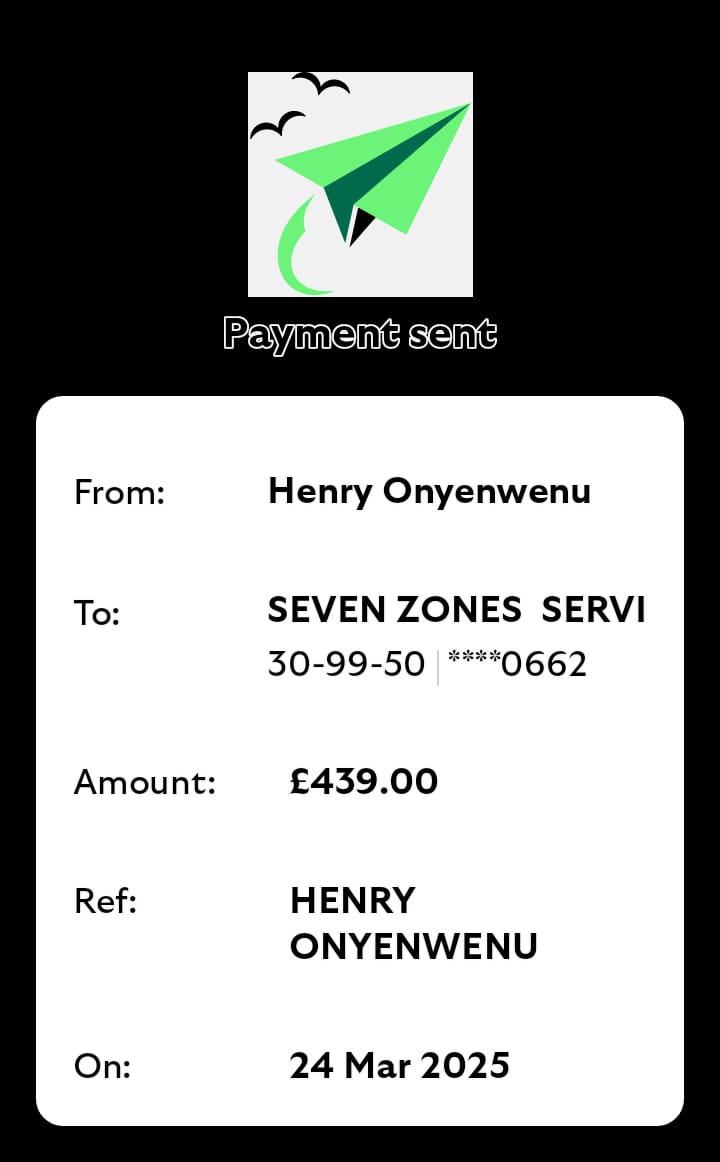 Payment sent
From: Henry Onyenwenu
To: SEVEN ZONES  SERVI
30-99-50 | ****0662
Amount: £439.00
Ref: HENRY
ONYENWENU
On: 24 Mar 2025